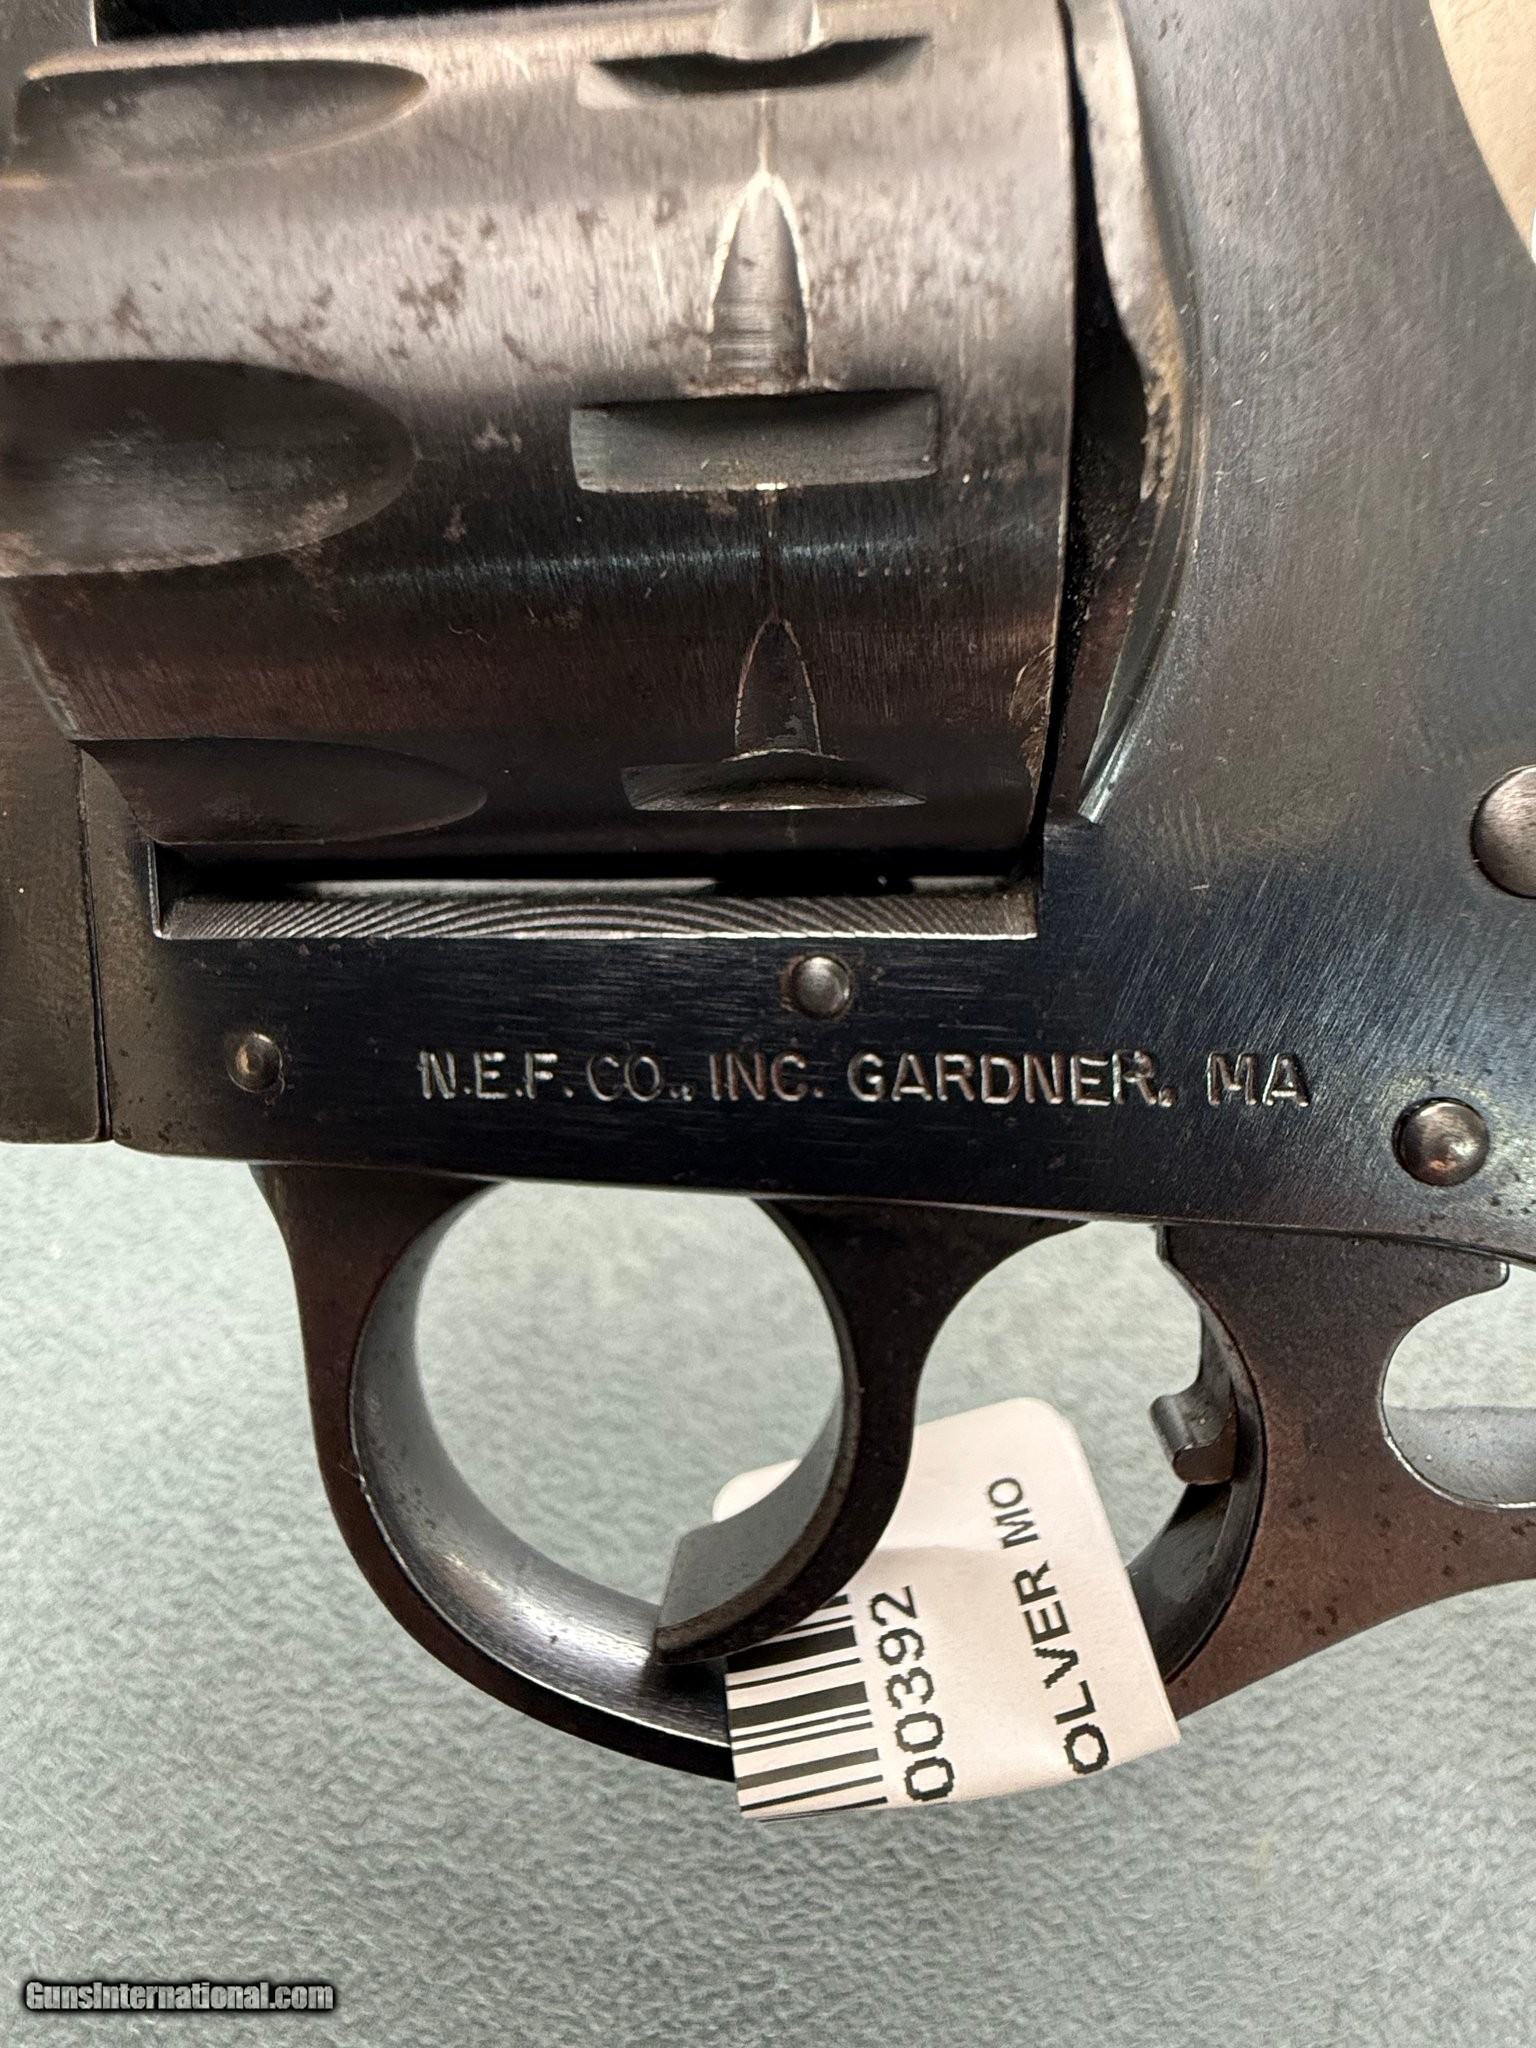 N.E.F. CO., INC. GARDNER, MA
00392
OLVER MO
GunsInternational.com